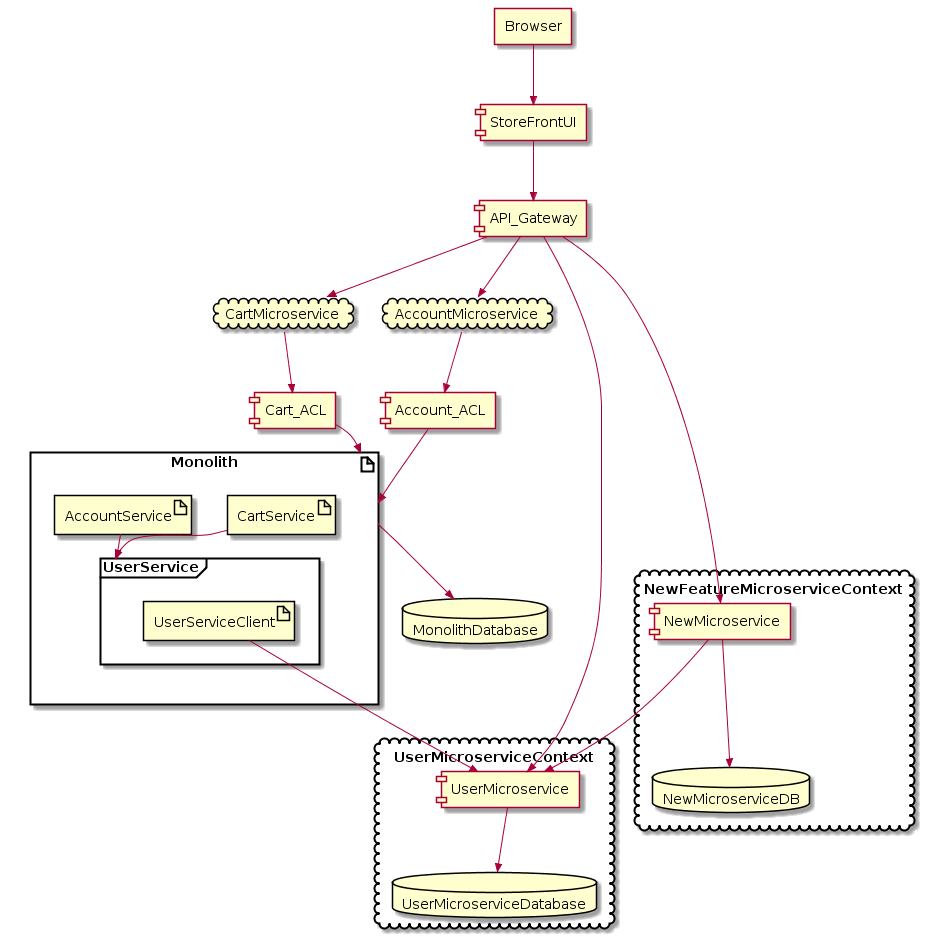 Browser
StoreFrontUI
API_Gateway
CartMicroservice
AccountMicroservice
Cart_ACL
Account_ACL
Monolith
AccountService
CartService
UserService
UserServiceClient
MonolithDatabase
NewFeatureMicroserviceContext
NewMicroservice
UserMicroserviceContext
UserMicroservice
NewMicroserviceDB
UserMicroserviceDatabase